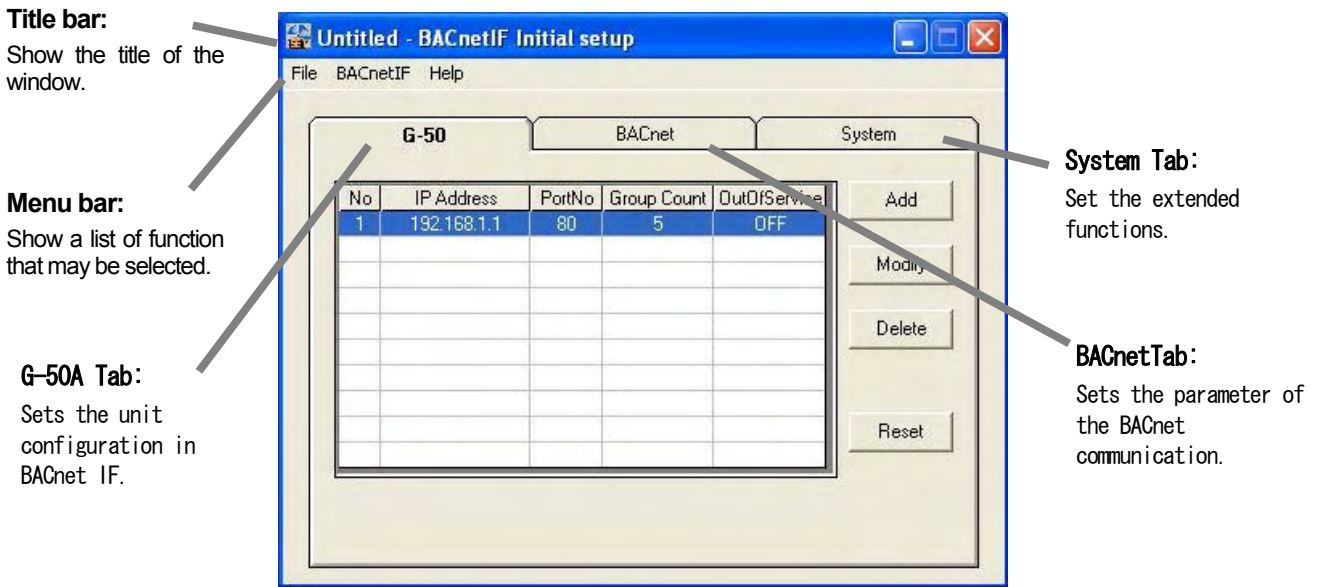 Title bar:
Show the title of the
window.
Menu bar:
Show a list of function
that may be selected.
G-50A Tab:
Sets the unit
configuration in
BACnet IF.
Untitled - BACnetIF Initial setup
File BACnetIF Help
G-50 BACnet System
No IP Address PortNo Group Count OutOfService
1 192.168.1.1 80 5 OFF
Add
Modify
Delete
Reset
System Tab:
Set the extended
functions.
BACnetTab:
Sets the parameter of
the BACnet
communication.